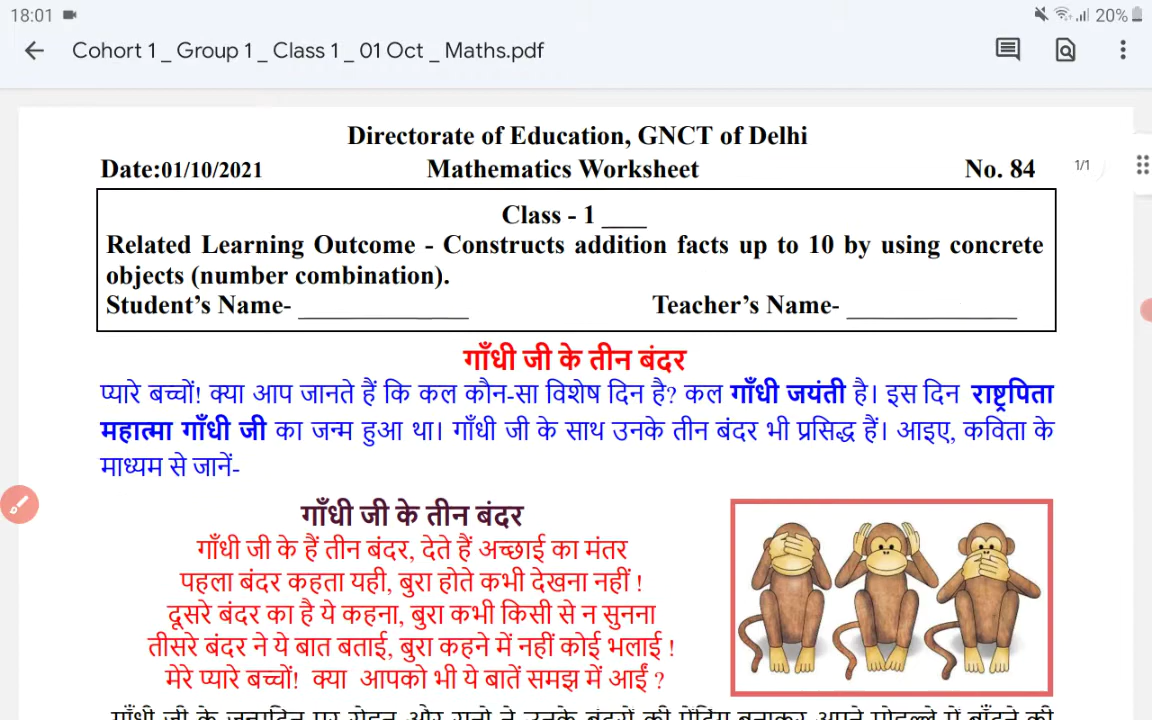 18:01 20%
Cohort 1 _ Group 1 _ Class 1 _ 01 Oct _ Maths.pdf
Directorate of Education, GNCT of Delhi
Date:01/10/2021 Mathematics Worksheet No. 84
1/1
Class - 1 ___
Related Learning Outcome - Constructs addition facts up to 10 by using concrete
objects (number combination).
Student’s Name- ____________ Teacher’s Name- ____________
गाँधी जी के तीन बंदर
प्यारे बच्चों! क्या आप जानते हैं कि कल कौन-सा विशेष दिन है? कल गाँधी जयंती है। इस दिन राष्ट्रपिता
महात्मा गाँधी जी का जन्म हुआ था। गाँधी जी के साथ उनके तीन बंदर भी प्रसिद्ध हैं। आइए, कविता के
माध्यम से जानें-
गाँधी जी के तीन बंदर
गाँधी जी के हैं तीन बंदर, देते हैं अच्छाई का मंतर
पहला बंदर कहता यही, बुरा होते कभी देखना नहीं !
दूसरे बंदर का है ये कहना, बुरा कभी किसी से न सुनना
तीसरे बंदर ने ये बात बताई, बुरा कहने में नहीं कोई भलाई !
मेरे प्यारे बच्चों! क्या आपको भी ये बातें समझ में आईं ?